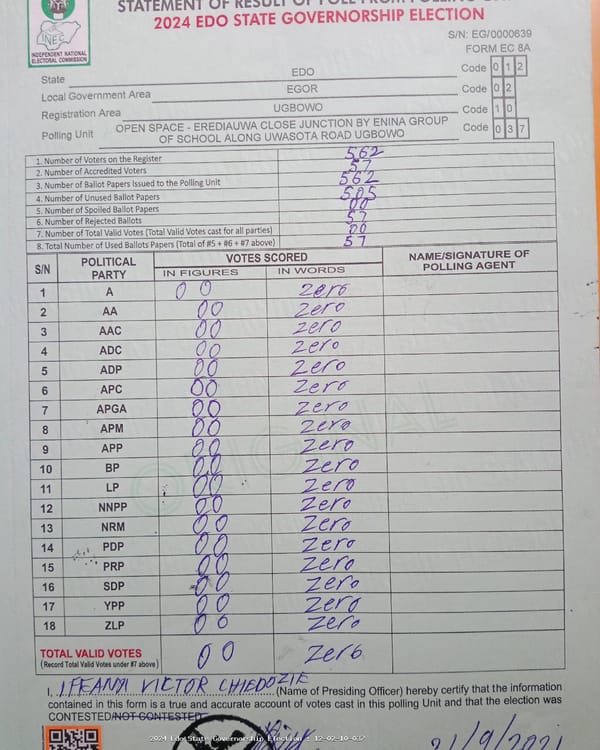 STATEMENT OF RESULT OF POLL FROM POLLING
2024 EDO STATE GOVERNORSHIP ELECTION
INEC
INDEPENDENT NATIONAL
ELECTORAL COMMISSION
S/N: EG/0000639
FORM EC 8A
State EDO Code 0 1 2
Local Government Area EGOR Code 0 2
Registration Area UGBOWO Code 1 0
Polling Unit OPEN SPACE - EREDIAUWA CLOSE JUNCTION BY ENINA GROUP OF SCHOOL ALONG UWASOTA ROAD UGBOWO Code 0 3 7
1. Number of Voters on the Register 562
2. Number of Accredited Voters 57
3. Number of Ballot Papers Issued to the Polling Unit 562
4. Number of Unused Ballot Papers 505
5. Number of Spoiled Ballot Papers 00
6. Number of Rejected Ballots 57
7. Number of Total Valid Votes (Total Valid Votes cast for all parties) 00
8. Total Number of Used Ballots Papers (Total of #5 + #6 + #7 above) 57
S/N POLITICAL PARTY VOTES SCORED NAME/SIGNATURE OF POLLING AGENT
IN FIGURES IN WORDS
1 A 00 Zero
2 AA 00 Zero
3 AAC 00 Zero
4 ADC 00 Zero
5 ADP 00 Zero
6 APC 00 Zero
7 APGA 00 Zero
8 APM 00 Zero
9 APP 00 Zero
10 BP 00 Zero
11 LP 00 Zero
12 NNPP 00 Zero
13 NRM 00 Zero
14 PDP 00 Zero
15 PRP 00 Zero
16 SDP 00 Zero
17 YPP 00 Zero
18 ZLP 00 Zero
ORIGINAL
TOTAL VALID VOTES 00 Zero
(Record Total Valid Votes under #7 above)
I, IFEANYI VICTOR CHIEDOZIE (Name of Presiding Officer) hereby certify that the information
contained in this form is a true and accurate account of votes cast in this polling Unit and that the election was
CONTESTED/NOT CONTESTED
2024 Edo State Governorship Election : 12-02-10-037
21/9/202